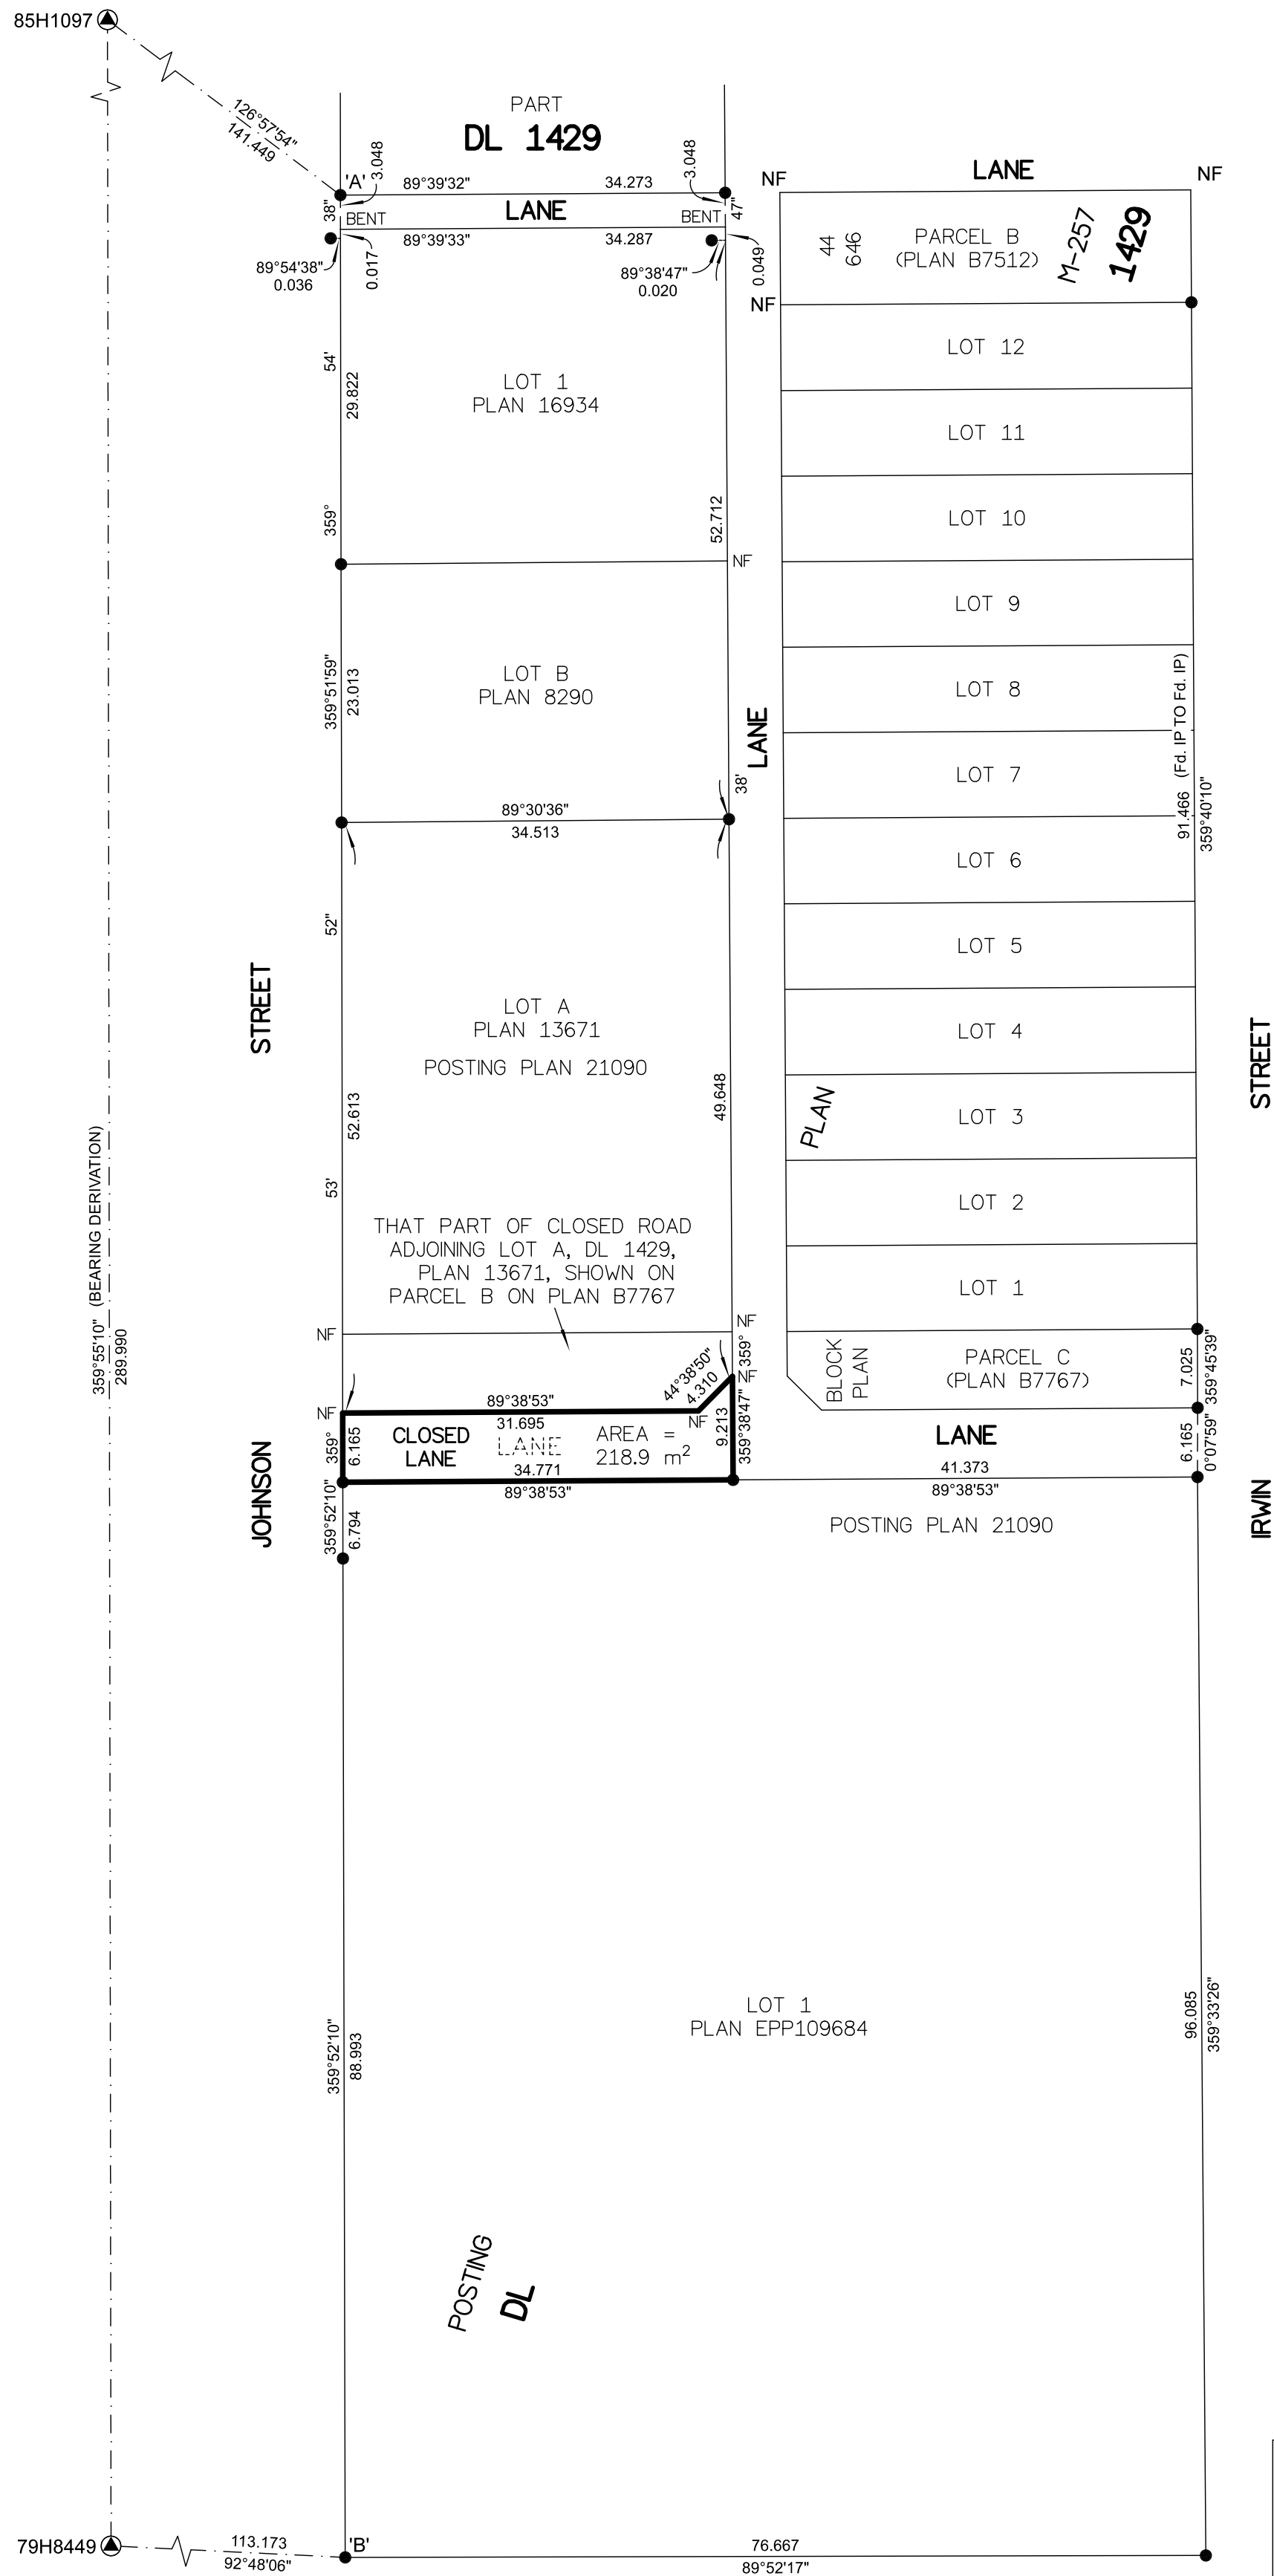 85H1097
126°57'54"
141.449
PART
DL 1429
'A'
3.048
89°39'32"
34.273
3.048
38"
BENT
LANE
BENT
47"
89°39'33"
34.287
89°54'38"
0.036
0.017
89°38'47"
0.020
0.049
NF
LANE
NF
44
646
PARCEL B
(PLAN B7512)
M-257
1429
NF
LOT 12
LOT 11
LOT 10
LOT 9
LOT 8
LOT 7
LOT 6
LOT 5
LOT 4
LOT 3
LOT 2
LOT 1
54'
29.822
LOT 1
PLAN 16934
359°
52.712
NF
359°51'59"
23.013
LOT B
PLAN 8290
LANE
38'
89°30'36"
34.513
91.466 (Fd. IP TO Fd. IP)
359°40'10"
52"
STREET
LOT A
PLAN 13671
POSTING PLAN 21090
52.613
49.648
PLAN
STREET
53'
359°55'10" (BEARING DERIVATION)
289.990
THAT PART OF CLOSED ROAD
ADJOINING LOT A, DL 1429,
PLAN 13671, SHOWN ON
PARCEL B ON PLAN B7767
NF
NF
359°
BLOCK
PLAN
PARCEL C
(PLAN B7767)
7.025
359°45'39"
44°38'50"
4.310
NF
NF
89°38'53"
31.695
NF
9.213
359°38'47"
359°
6.165
CLOSED
LANE
LANE
AREA =
218.9 m²
LANE
6.165
0°07'59"
34.771
89°38'53"
41.373
89°38'53"
JOHNSON
359°52'10"
6.794
POSTING PLAN 21090
IRWIN
LOT 1
PLAN EPP109684
359°52'10"
88.993
96.085
359°33'26"
POSTING
DL
79H8449
113.173
92°48'06"
'B'
76.667
89°52'17"